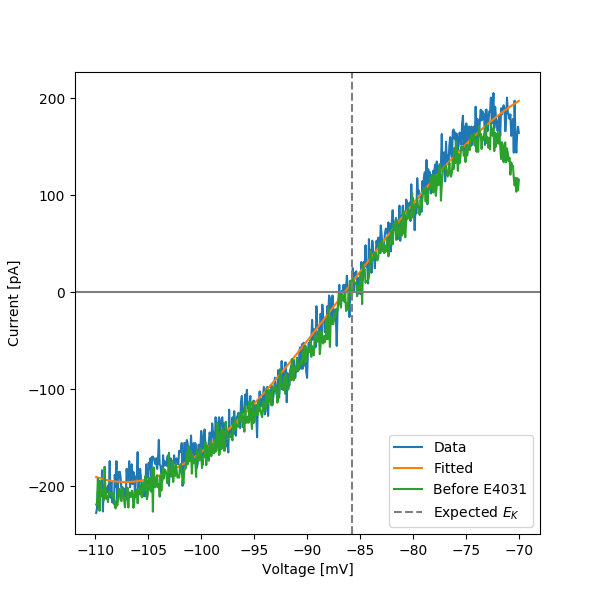 200
100
0
−100
−200
Current [pA]
−110
−105
−100
−95
−90
−85
−80
−75
−70
Voltage [mV]
Data
Fitted
Before E4031
Expected E_K